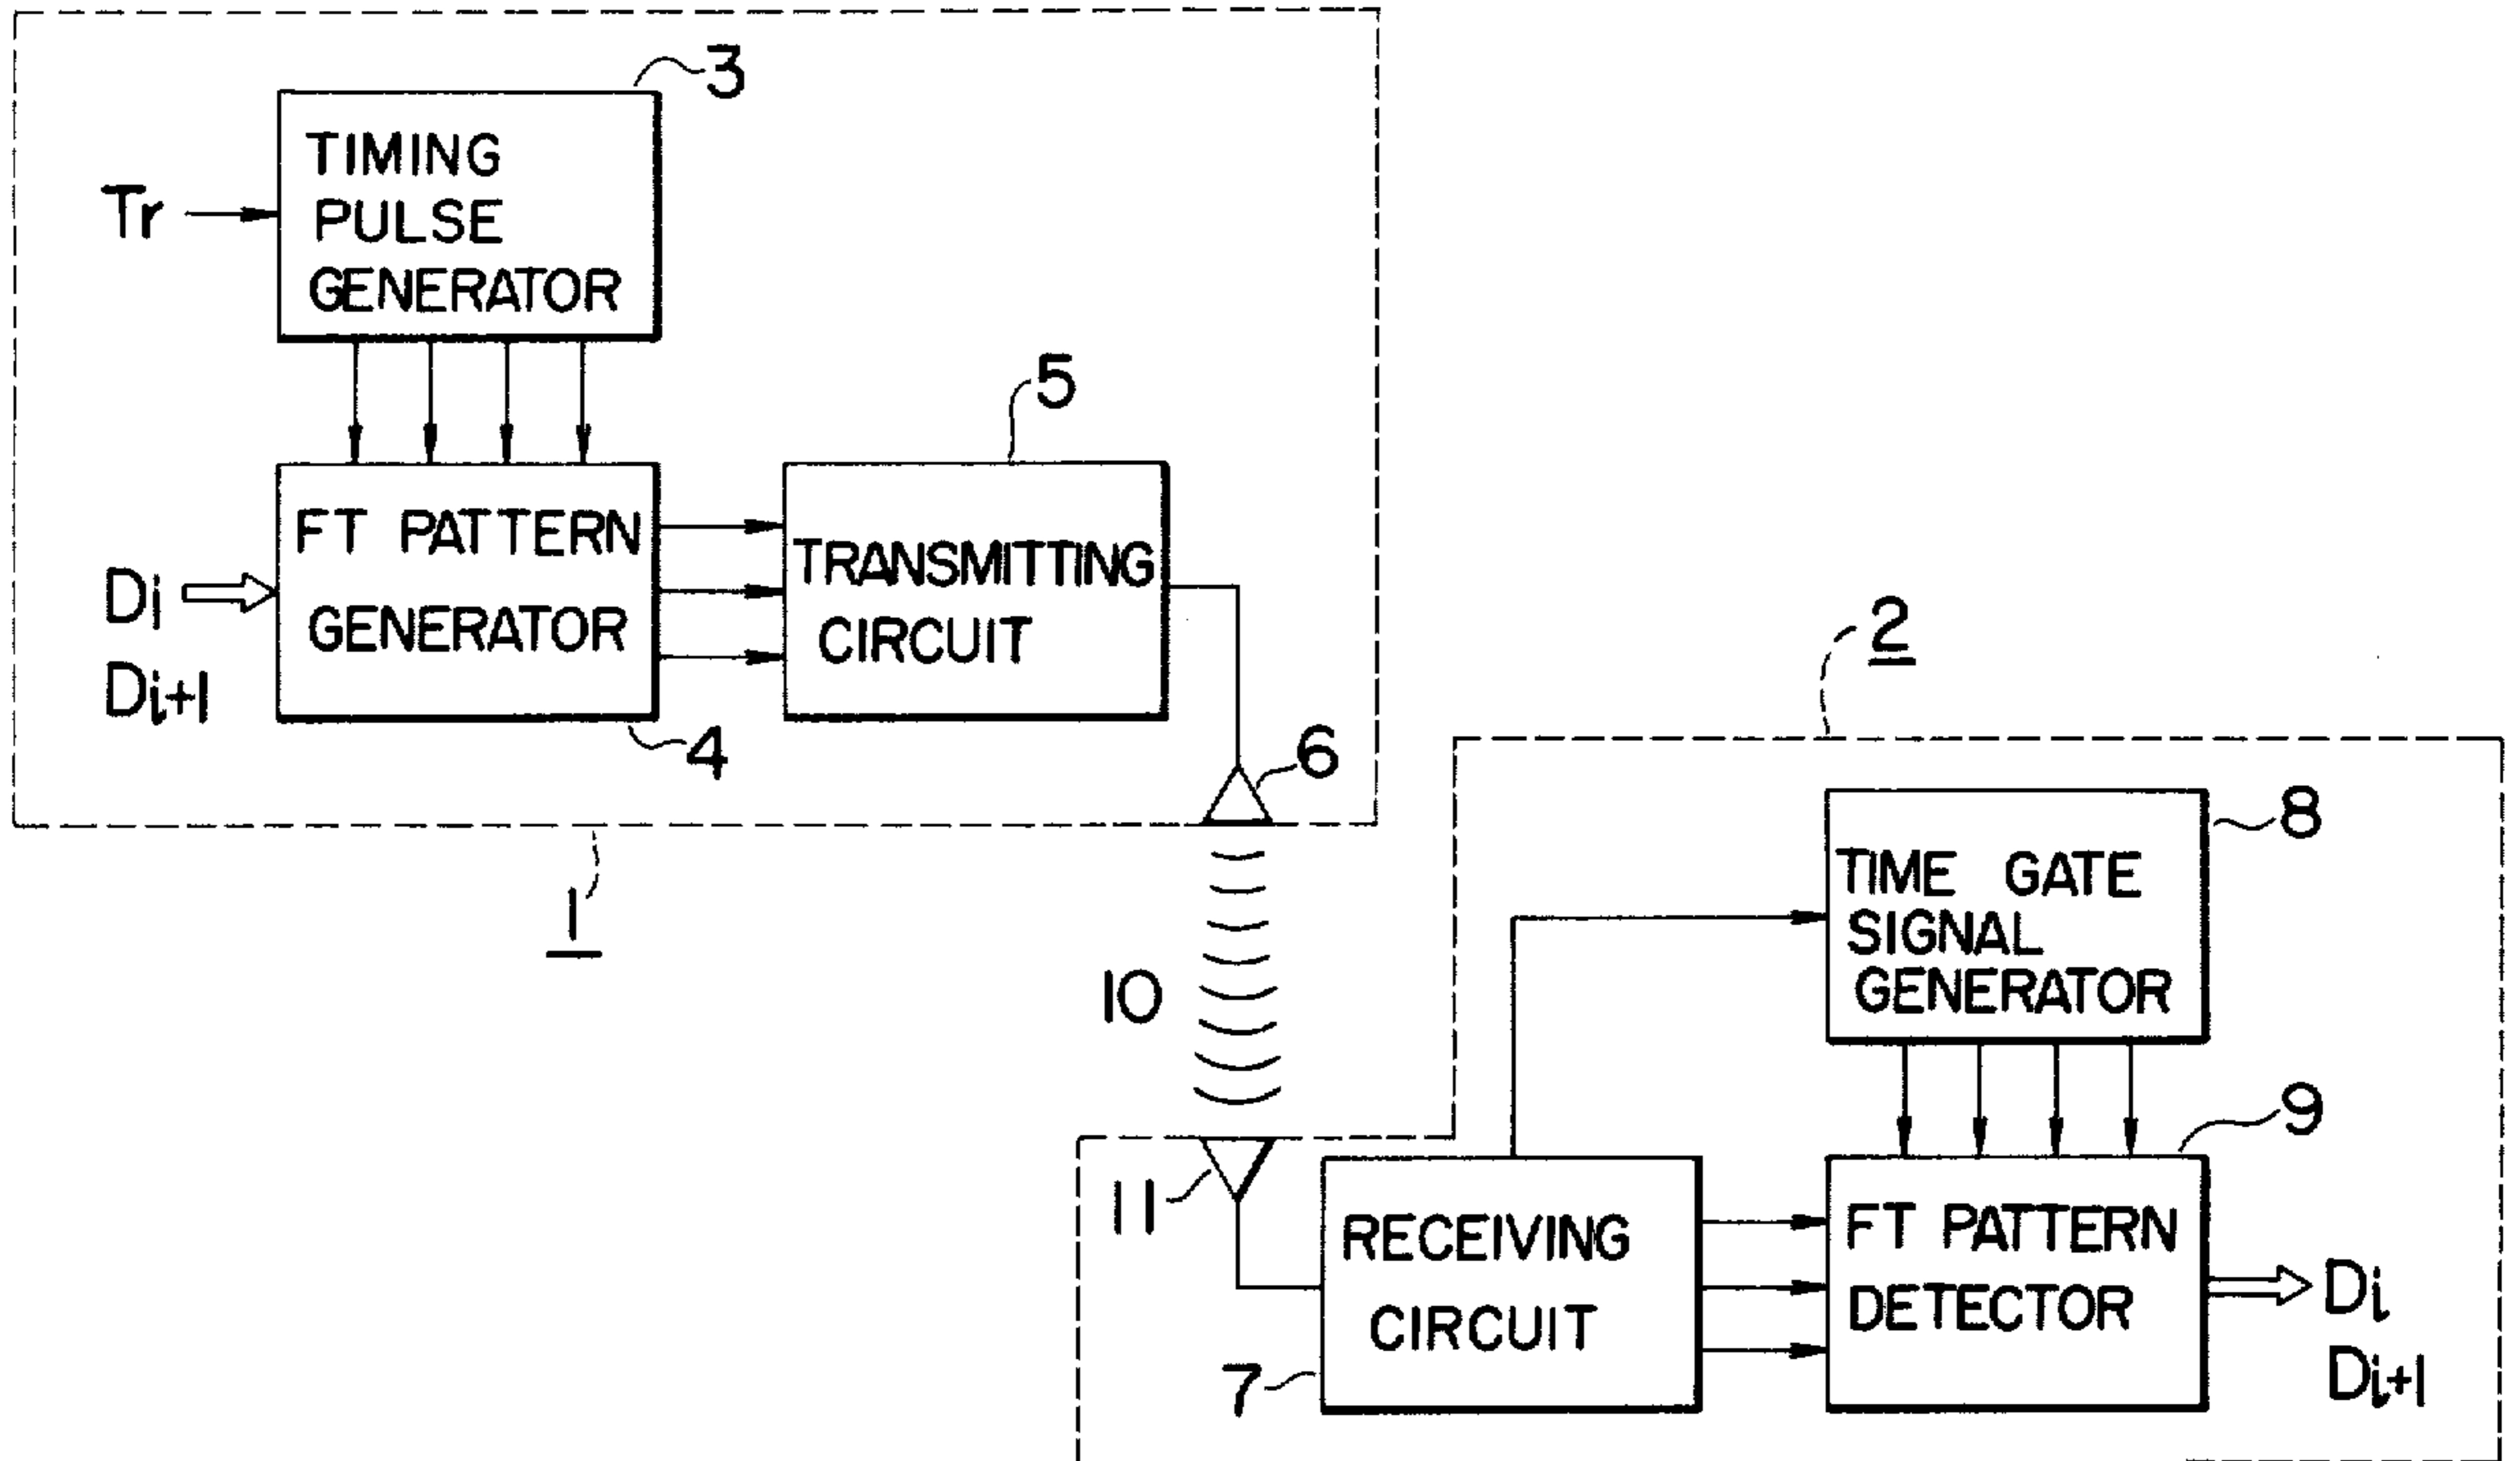 3
TIMING
PULSE
GENERATOR
Tr
5
FT PATTERN
GENERATOR
TRANSMITTING
CIRCUIT
Di
Di+1
4
6
1
2
8
TIME GATE
SIGNAL
GENERATOR
10
9
11
RECEIVING
CIRCUIT
7
FT PATTERN
DETECTOR
Di
Di+1